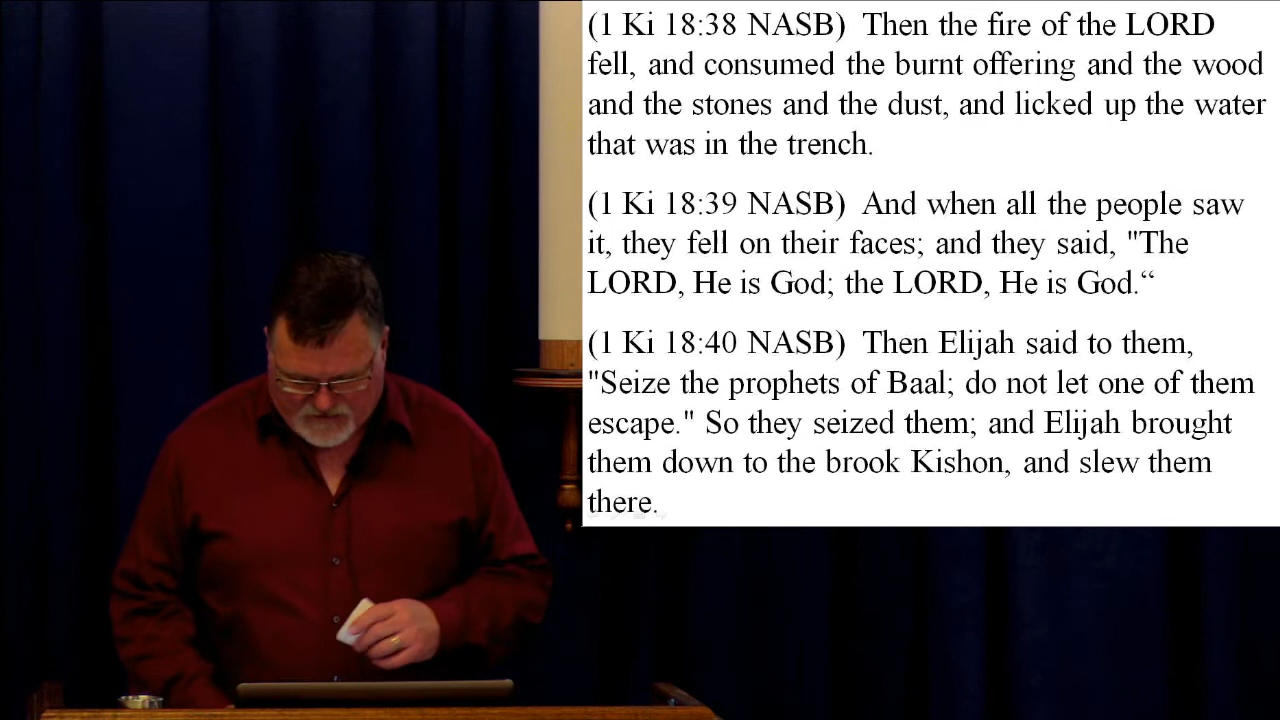 (1 Ki 18:38 NASB)  Then the fire of the LORD
fell, and consumed the burnt offering and the wood
and the stones and the dust, and licked up the water
that was in the trench.
(1 Ki 18:39 NASB)  And when all the people saw
it, they fell on their faces; and they said, "The
LORD, He is God; the LORD, He is God.“
(1 Ki 18:40 NASB)  Then Elijah said to them,
"Seize the prophets of Baal; do not let one of them
escape." So they seized them; and Elijah brought
them down to the brook Kishon, and slew them
there.